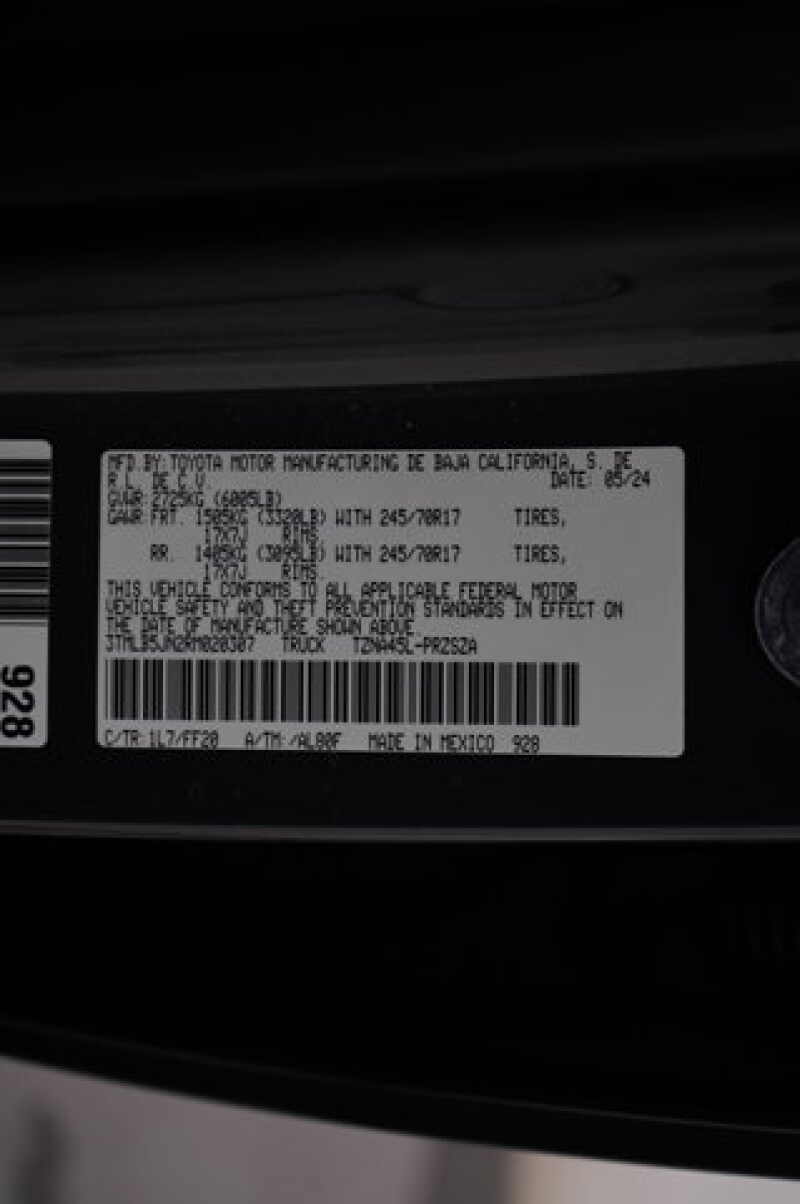 MFD.BY:TOYOTA MOTOR MANUFACTURING DE BAJA CALIFORNIA, S. DE
R.L. DE C.V. DATE: 05/24
GVWR:2725KG (6005LB)
GAWR:FRT. 1505KG (3320LB) WITH 245/70R17 TIRES,
17X7J RIMS,
RR. 1405KG (3095LB) WITH 245/70R17 TIRES,
17X7J RIMS,
THIS VEHICLE CONFORMS TO ALL APPLICABLE FEDERAL MOTOR
VEHICLE SAFETY AND THEFT PREVENTION STANDARDS IN EFFECT ON
THE DATE OF MANUFACTURE SHOWN ABOVE.
3TMLB5JN2RM020307 TRUCK TZNA45L-PRZSZA
C/TR:1L7/FF20 A/TM:/AL80F MADE IN MEXICO 928
928